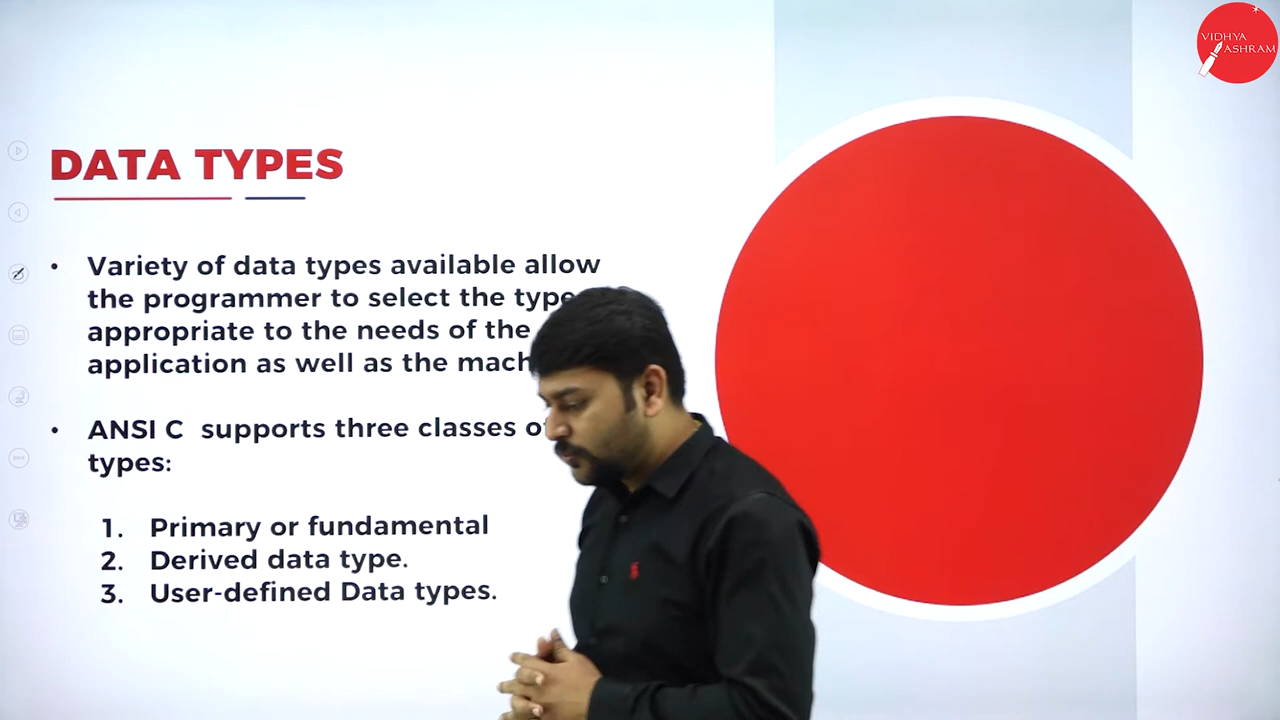 VIDHYA
ASHRAM
DATA TYPES
• Variety of data types available allow
the programmer to select the type
appropriate to the needs of the
application as well as the
• ANSI C supports three classes
types:
1. Primary or fundamental
2. Derived data type.
3. User-defined Data types.